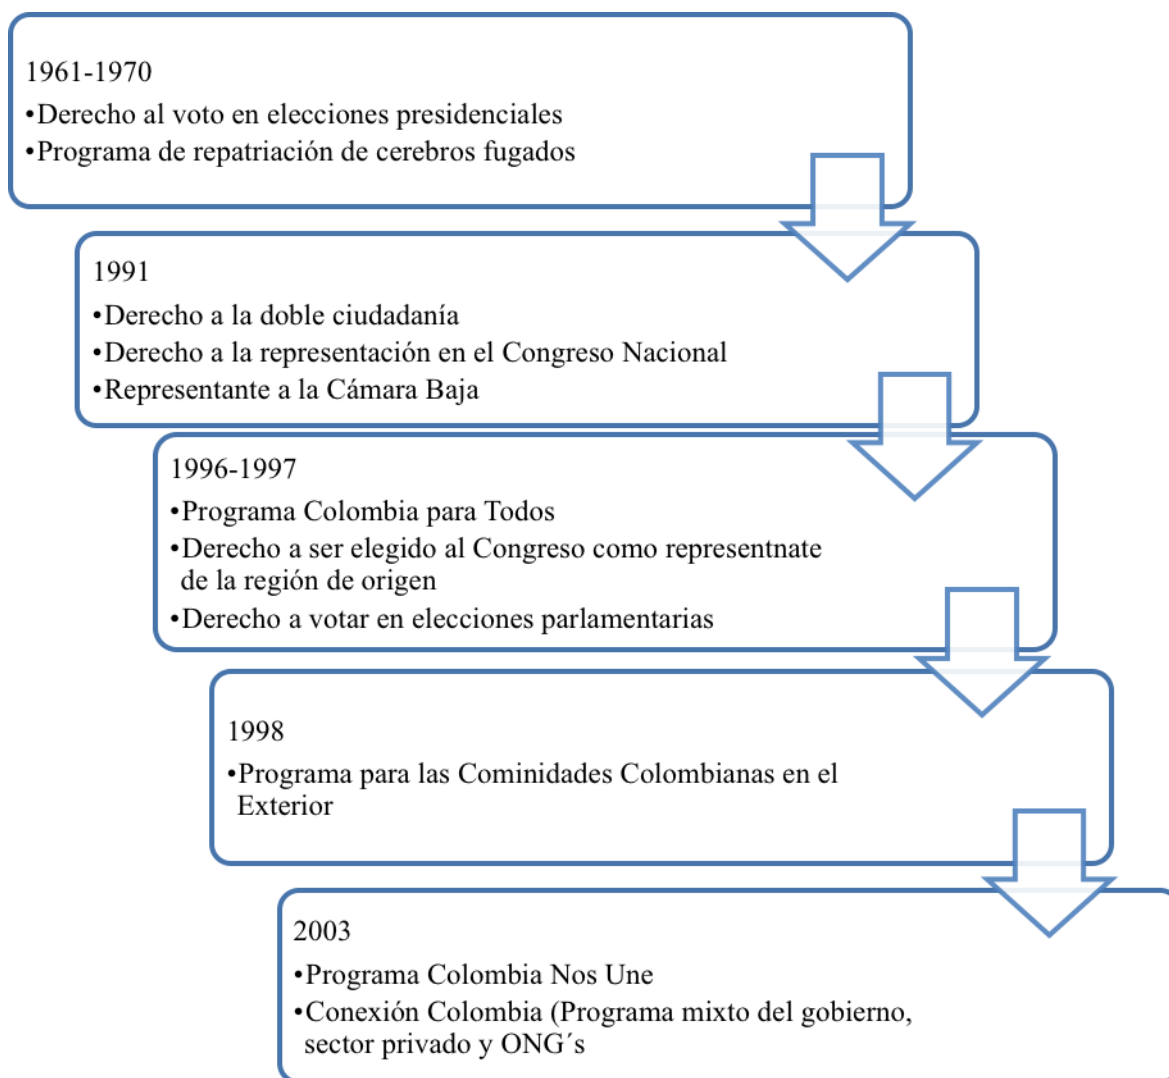 1961-1970
•Derecho al voto en elecciones presidenciales
•Programa de repatriación de cerebros fugados
1991
•Derecho a la doble ciudadanía
•Derecho a la representación en el Congreso Nacional
•Representante a la Cámara Baja
1996-1997
•Programa Colombia para Todos
•Derecho a ser elegido al Congreso como representnate
de la región de origen
•Derecho a votar en elecciones parlamentarias
1998
•Programa para las Cominidades Colombianas en el
Exterior
2003
•Programa Colombia Nos Une
•Conexión Colombia (Programa mixto del gobierno,
sector privado y ONG´s